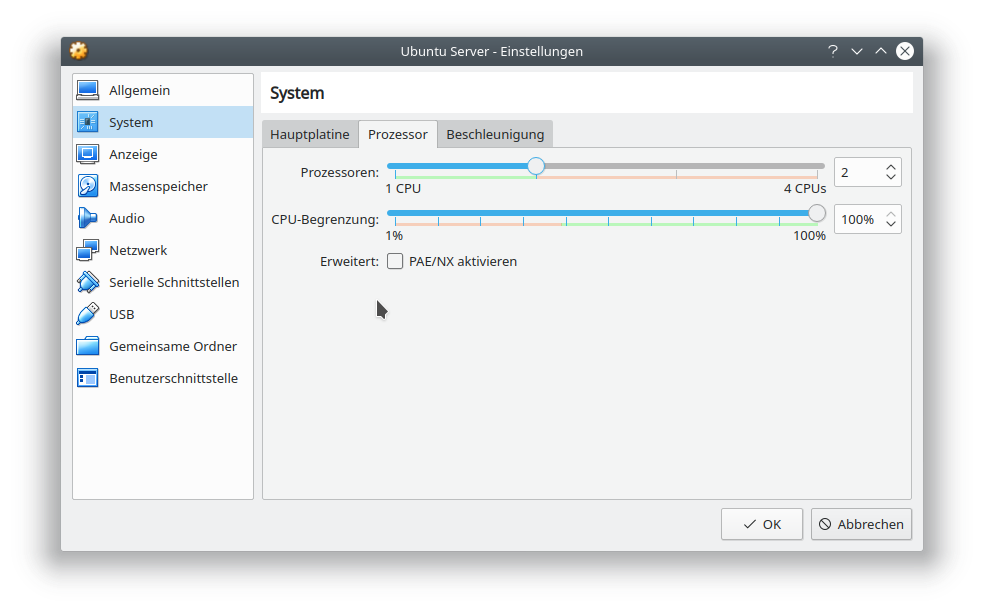 Ubuntu Server - Einstellungen
Allgemein
System
Anzeige
Massenspeicher
Audio
Netzwerk
Serielle Schnittstellen
USB
Gemeinsame Ordner
Benutzerschnittstelle
System
Hauptplatine Prozessor Beschleunigung
Prozessoren: 2
1 CPU 4 CPUs
CPU-Begrenzung: 100%
1% 100%
Erweitert: PAE/NX aktivieren
OK Abbrechen